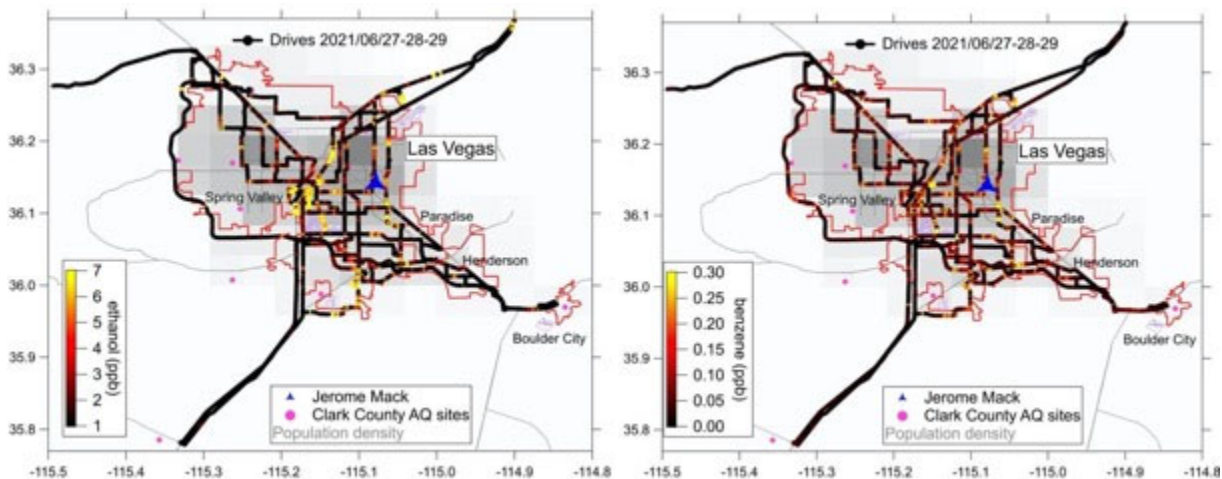 Drives 2021/06/27-28-29
36.3
36.2
36.1
36.0
35.9
35.8
Las Vegas
Spring Valley
Paradise
Henderson
Boulder City
7
6
5
4
3
2
1
ethanol (ppb)
Jerome Mack
Clark County AQ sites
Population density
-115.5
-115.4
-115.3
-115.2
-115.1
-115.0
-114.9
-114.8
Drives 2021/06/27-28-29
36.3
36.2
36.1
36.0
35.9
35.8
Las Vegas
Spring Valley
Paradise
Henderson
Boulder City
0.30
0.25
0.20
0.15
0.10
0.05
0.00
benzene (ppb)
Jerome Mack
Clark County AQ sites
Population density
-115.5
-115.4
-115.3
-115.2
-115.1
-115.0
-114.9
-114.8